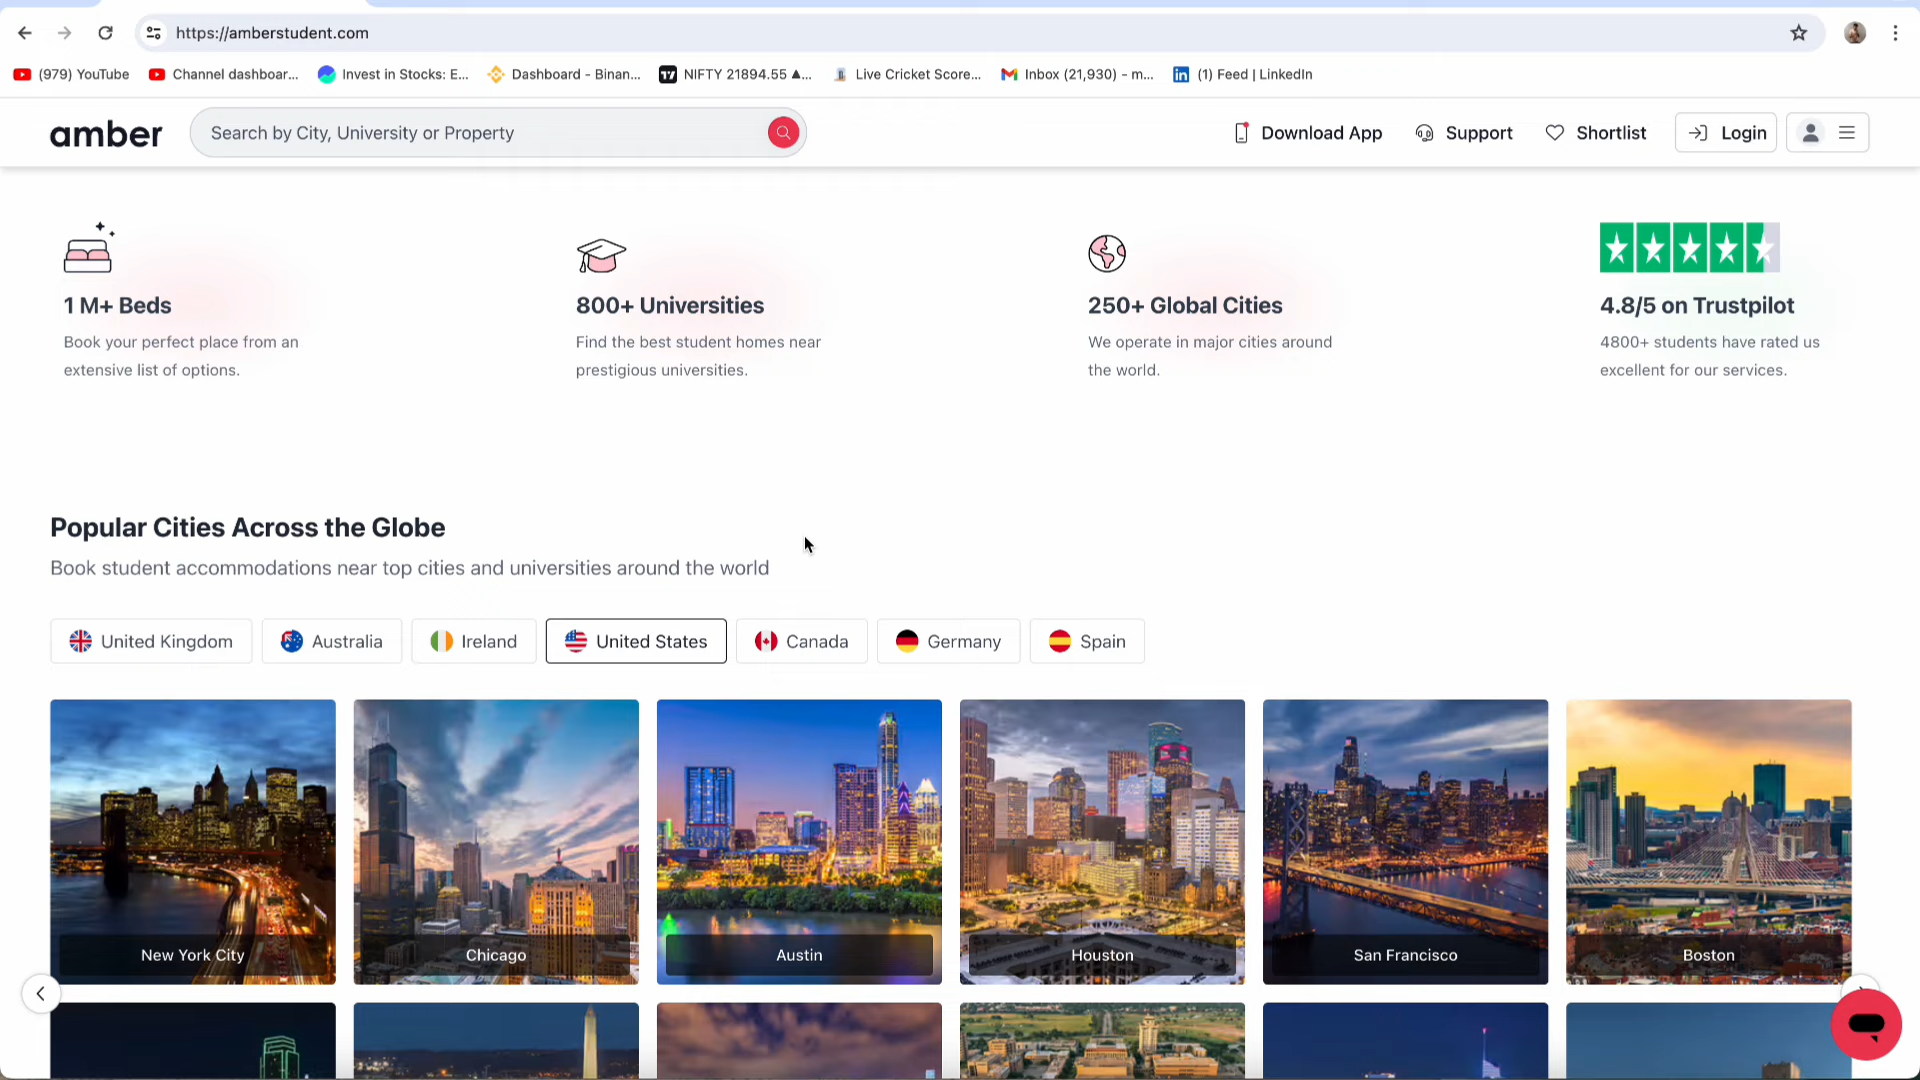 https://amberstudent.com
(979) YouTube
Channel dashboar...
Invest in Stocks: E...
Dashboard - Binan...
NIFTY 21894.55 ▲...
Live Cricket Score...
Inbox (21,930) - m...
(1) Feed | LinkedIn
amber
Search by City, University or Property
Download App
Support
Shortlist
Login
1 M+ Beds
Book your perfect place from an
extensive list of options.
800+ Universities
Find the best student homes near
prestigious universities.
250+ Global Cities
We operate in major cities around
the world.
4.8/5 on Trustpilot
4800+ students have rated us
excellent for our services.
Popular Cities Across the Globe
Book student accommodations near top cities and universities around the world
United Kingdom
Australia
Ireland
United States
Canada
Germany
Spain
New York City
Chicago
Austin
Houston
San Francisco
Boston